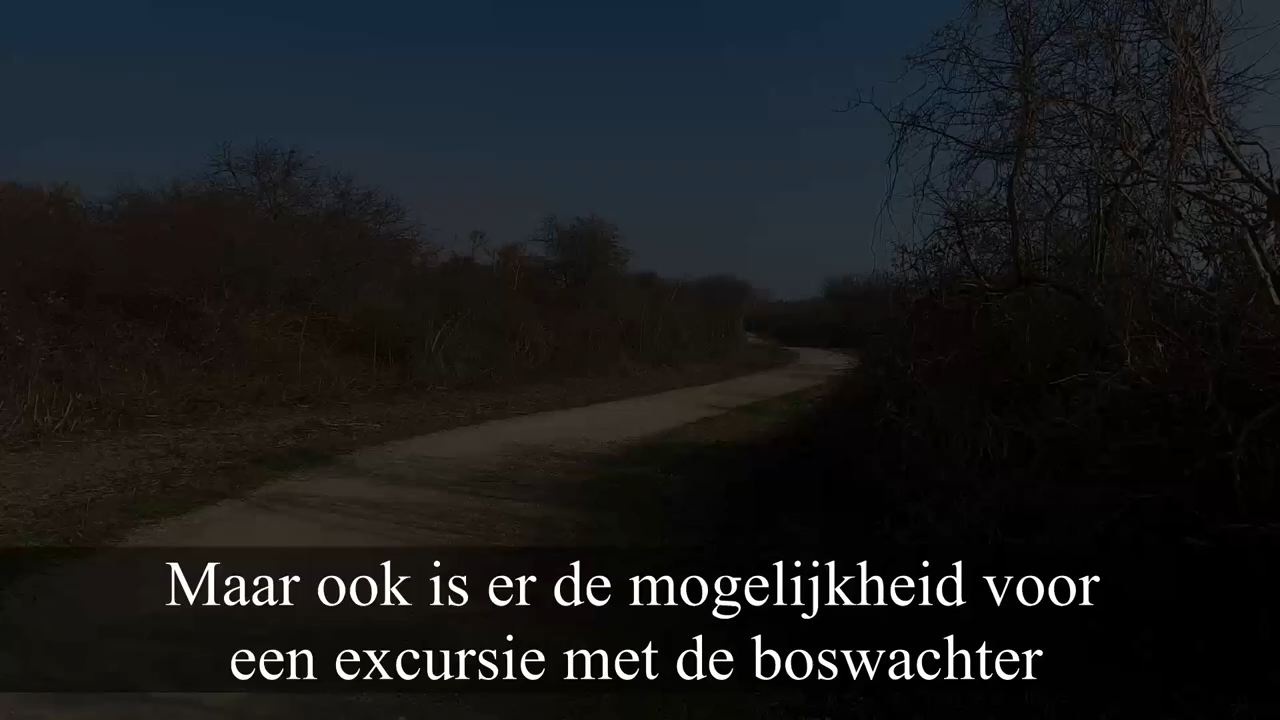 Maar ook is er de mogelijkheid voor
een excursie met de boswachter